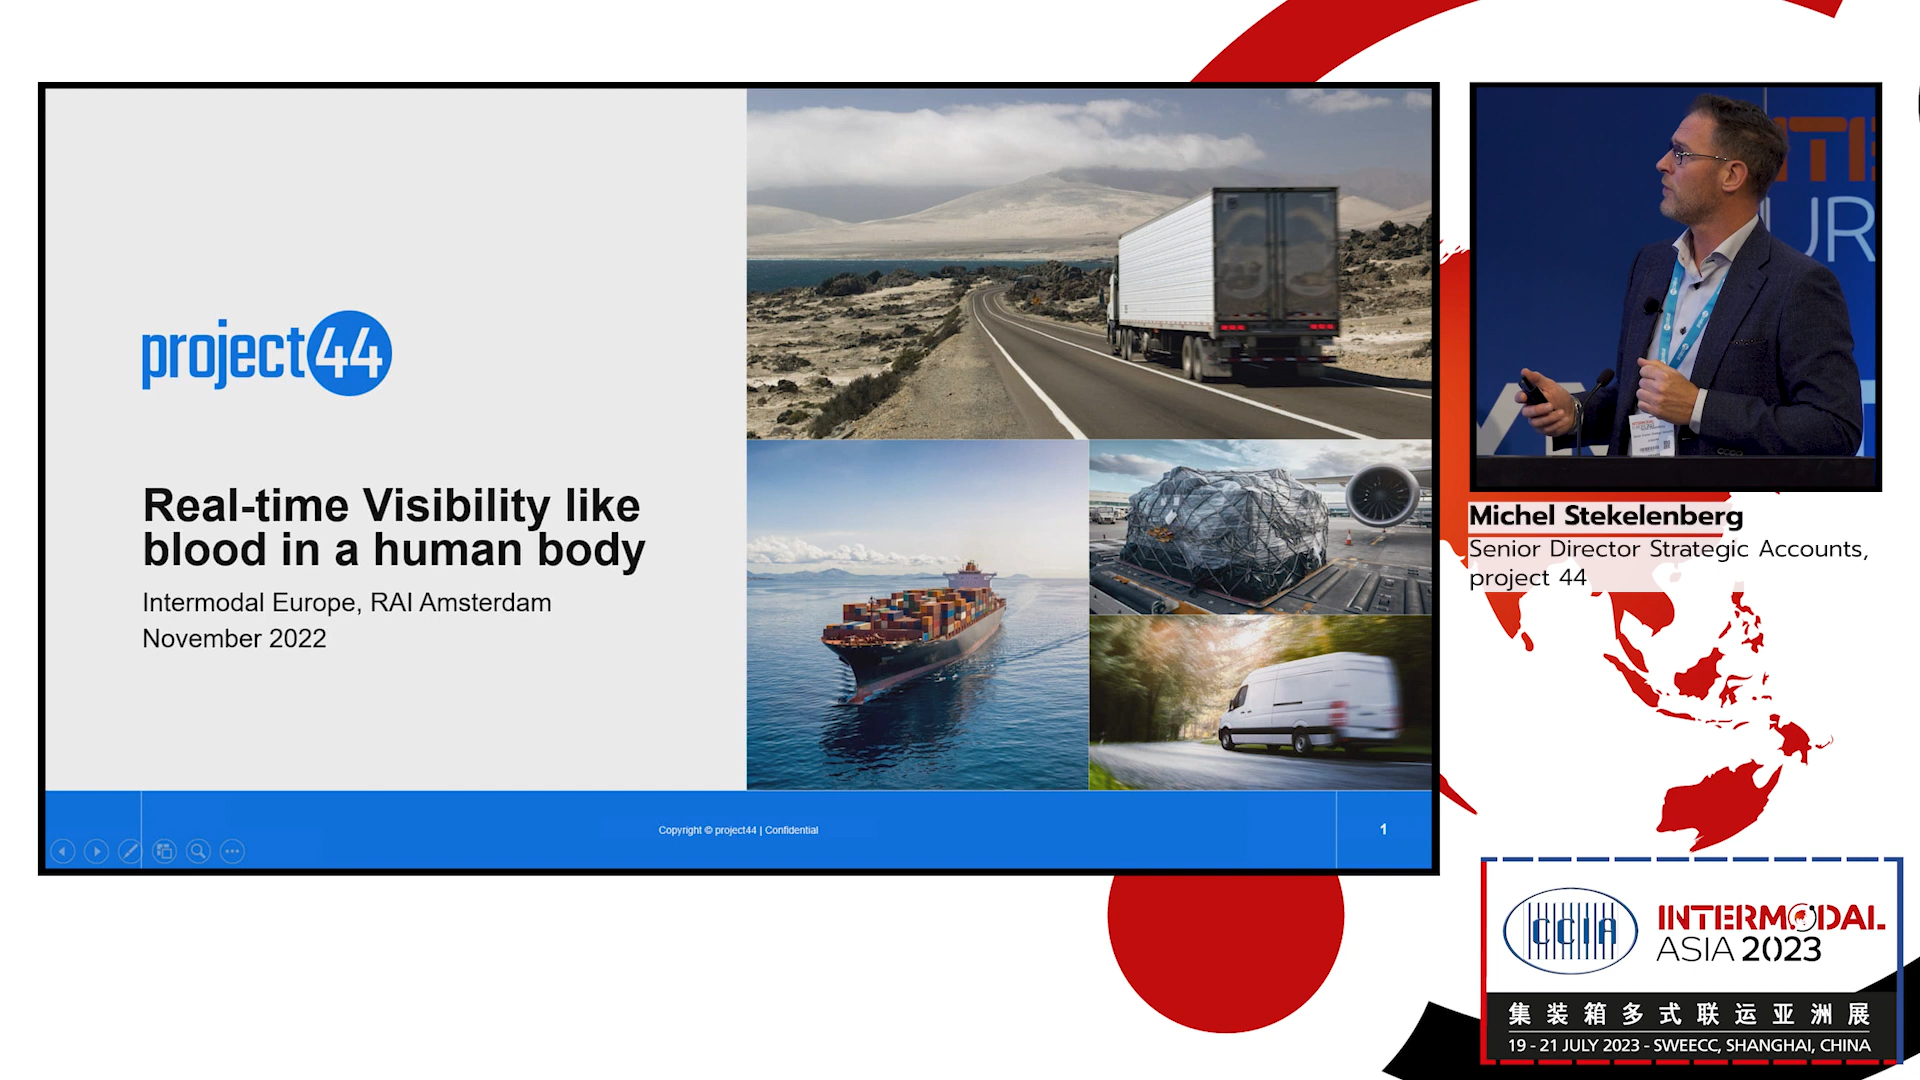 project44
Real-time Visibility like
blood in a human body
Intermodal Europe, RAI Amsterdam
November 2022
Copyright © project44 | Confidential
1
UR
Michel Stekelenberg
Senior Director Strategic Accounts,
project 44
CCIA
INTERMODAL
ASIA 2023
集装箱多式联运亚洲展
19 - 21 JULY 2023 - SWEECC, SHANGHAI, CHINA